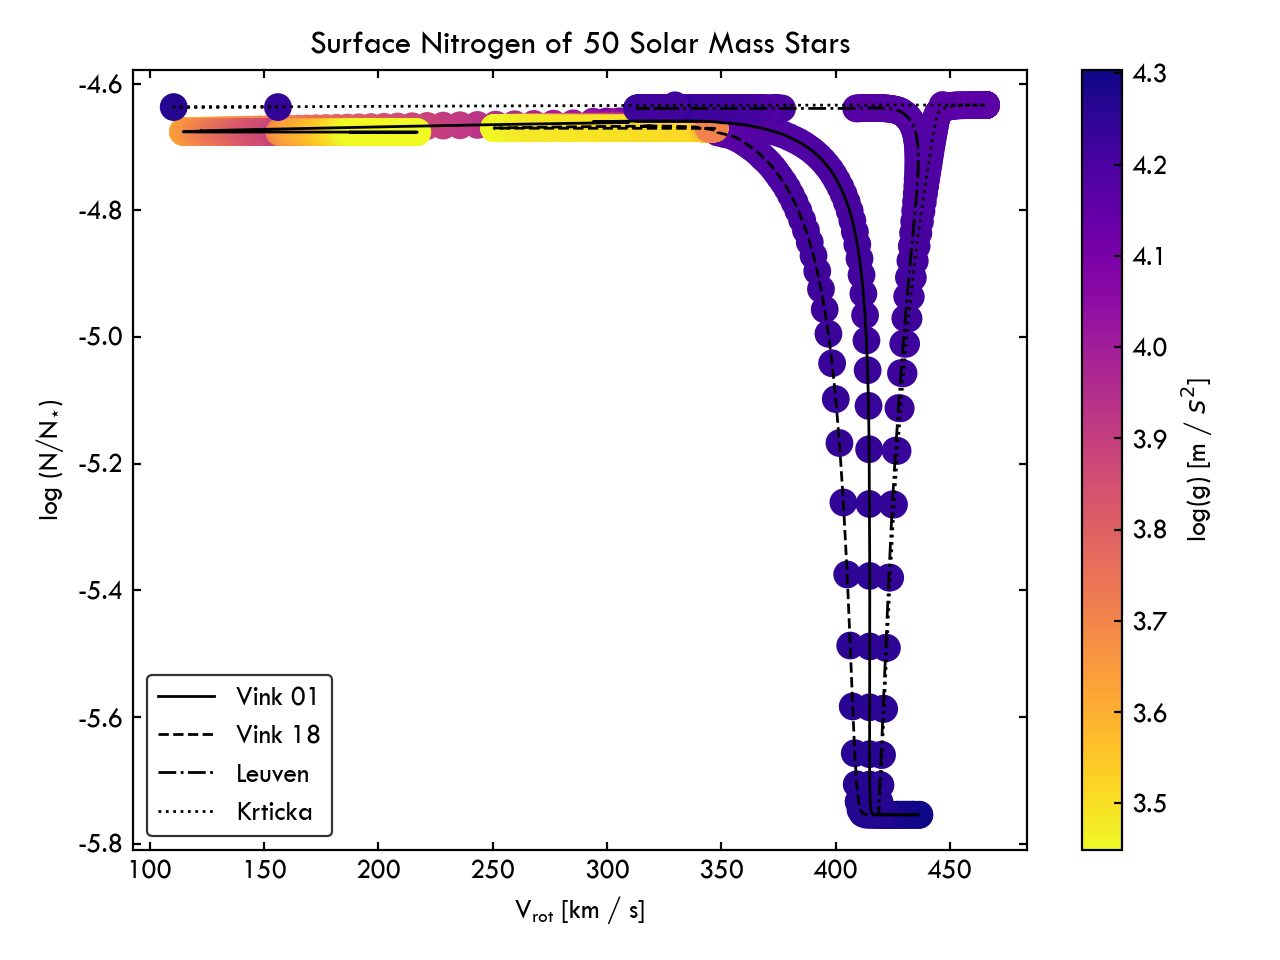 Surface Nitrogen of 50 Solar Mass Stars
-4.6
-4.8
-5.0
-5.2
-5.4
-5.6
-5.8
log (N/N⋆)
Vink 01
Vink 18
Leuven
Krticka
100 150 200 250 300 350 400 450
V_rot [km / s]
4.3
4.2
4.1
4.0
3.9
3.8
3.7
3.6
3.5
log(g) [m / s²]